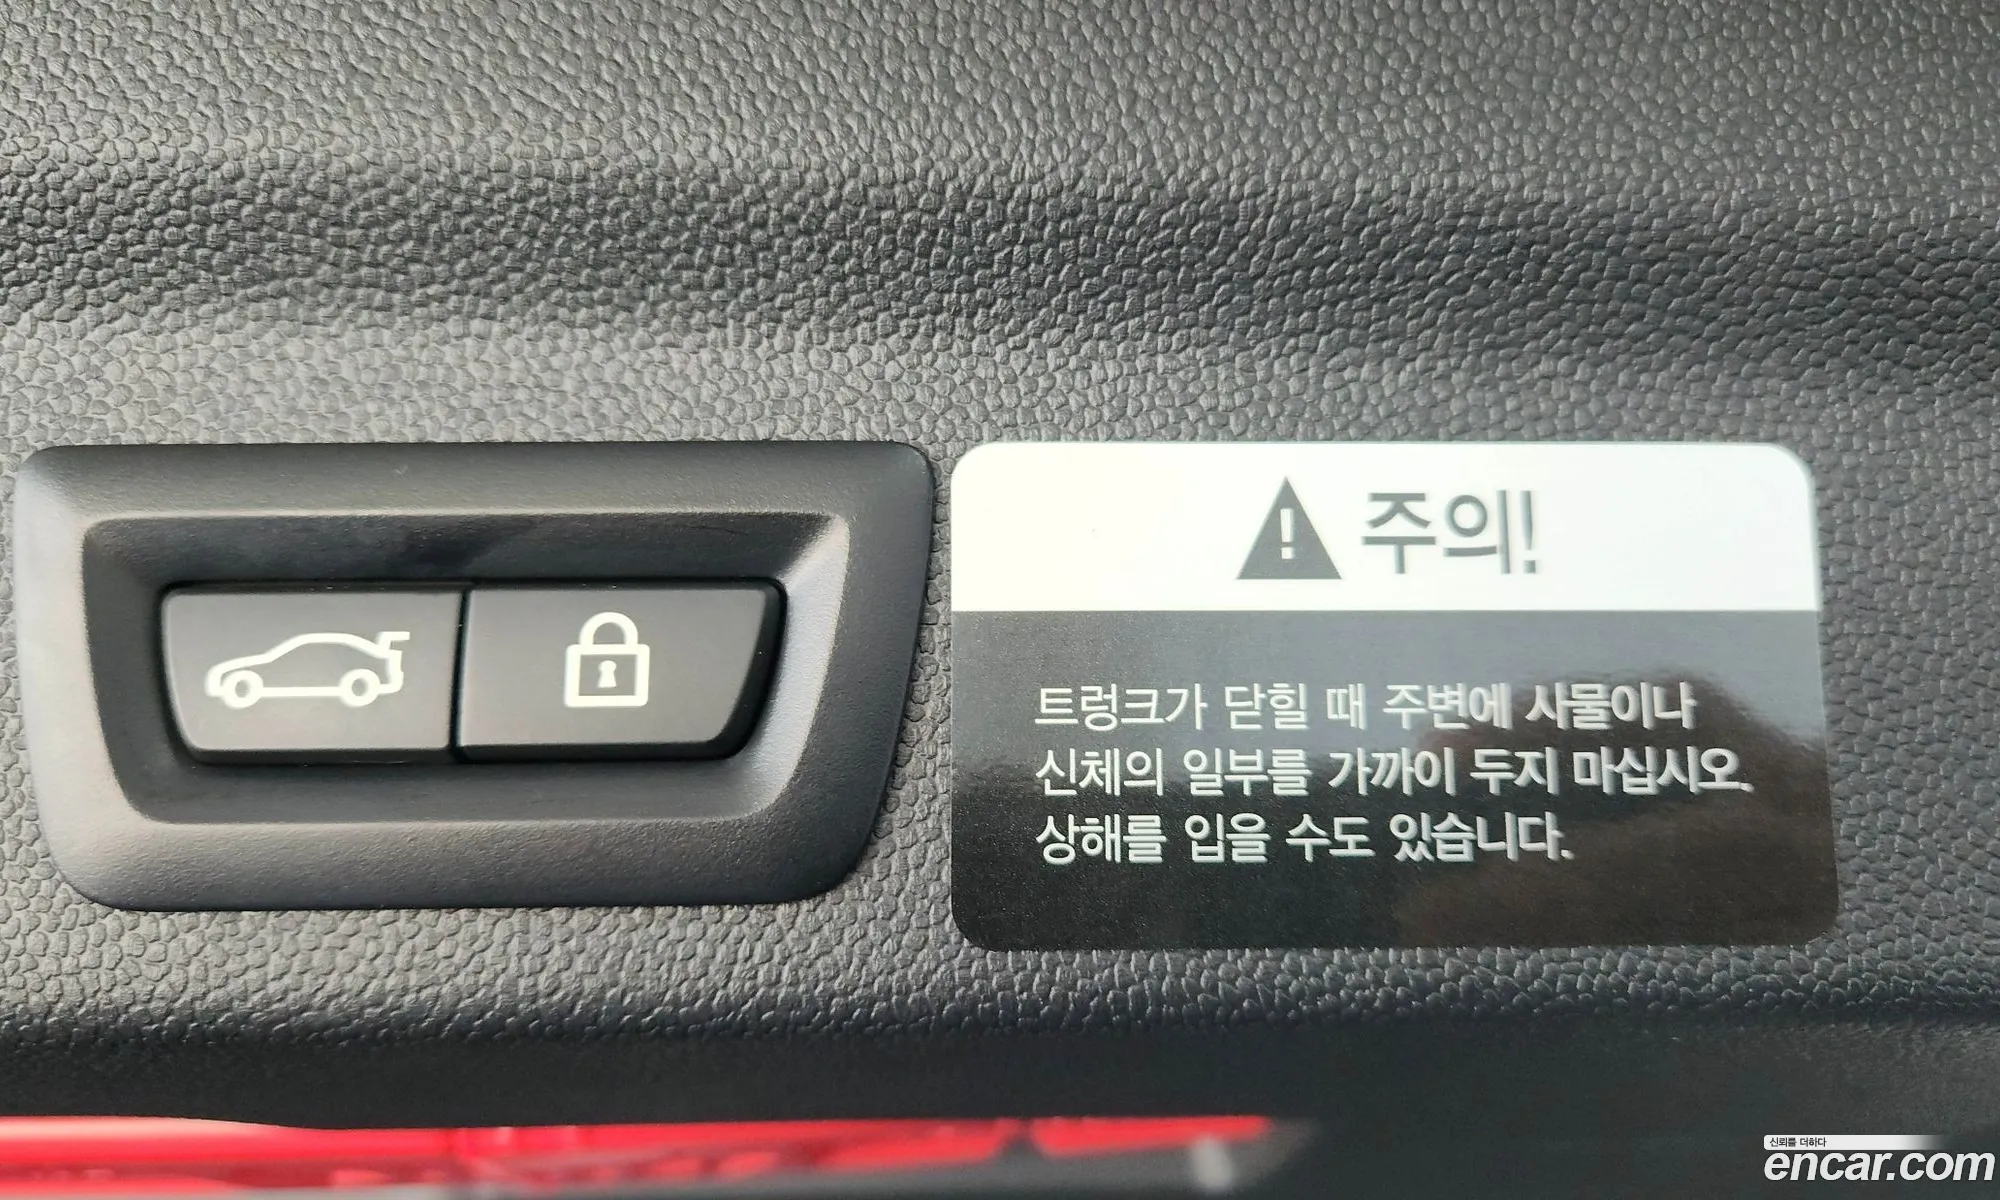 주의!
트렁크가 닫힐 때 주변에 사물이나
신체의 일부를 가까이 두지 마십시오.
상해를 입을 수도 있습니다.
신뢰를 더하다
encar.com